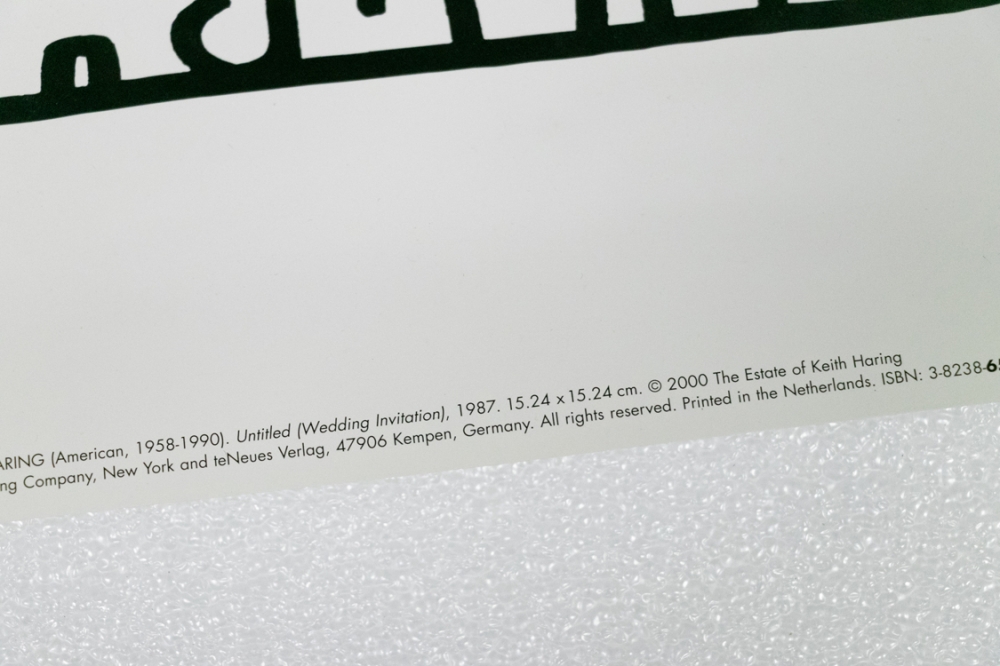 ARING (American, 1958-1990). Untitled (Wedding Invitation), 1987. 15.24 x 15.24 cm. © 2000 The Estate of Keith Haring
ng Company, New York and teNeues Verlag, 47906 Kempen, Germany. All rights reserved. Printed in the Netherlands. ISBN: 3-8238-6